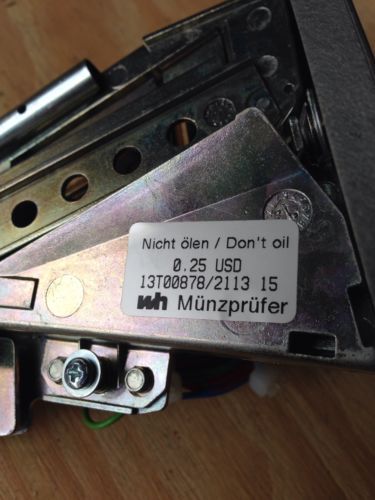 Nicht ölen / Don't oil
0.25 USD
13T00878/2113 15
wh Münzprüfer